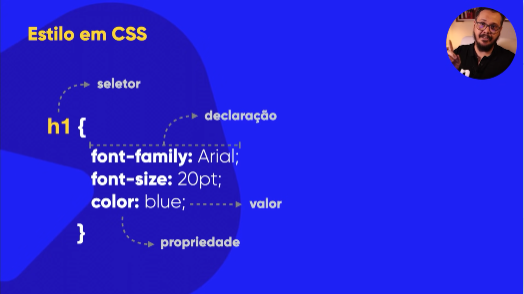 Estilo em CSS
seletor
h1 {
declaração
font-family: Arial;
font-size: 20pt;
color: blue;
valor
}
propriedade